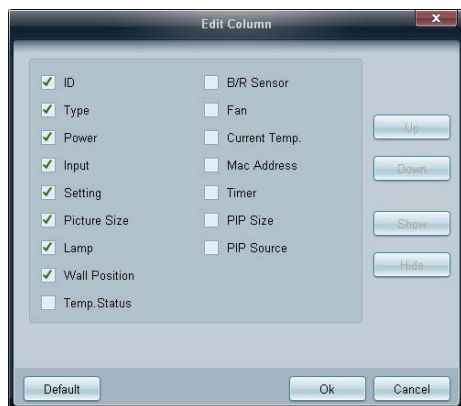 Edit Column
ID
Type
Power
Input
Setting
Picture Size
Lamp
Wall Position
Temp.Status
B/R Sensor
Fan
Current Temp.
Mac Address
Timer
PIP Size
PIP Source
Up
Down
Show
Hide
Default
Ok
Cancel